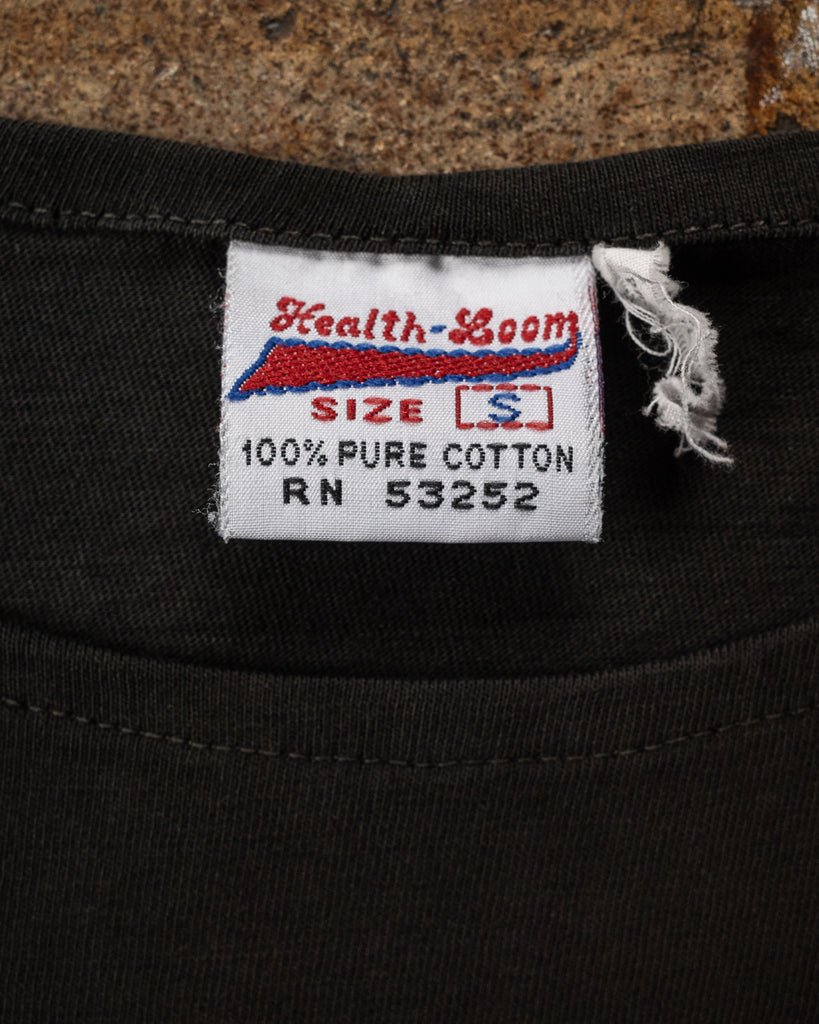 Health-Loom
SIZE S
100% PURE COTTON
RN 53252